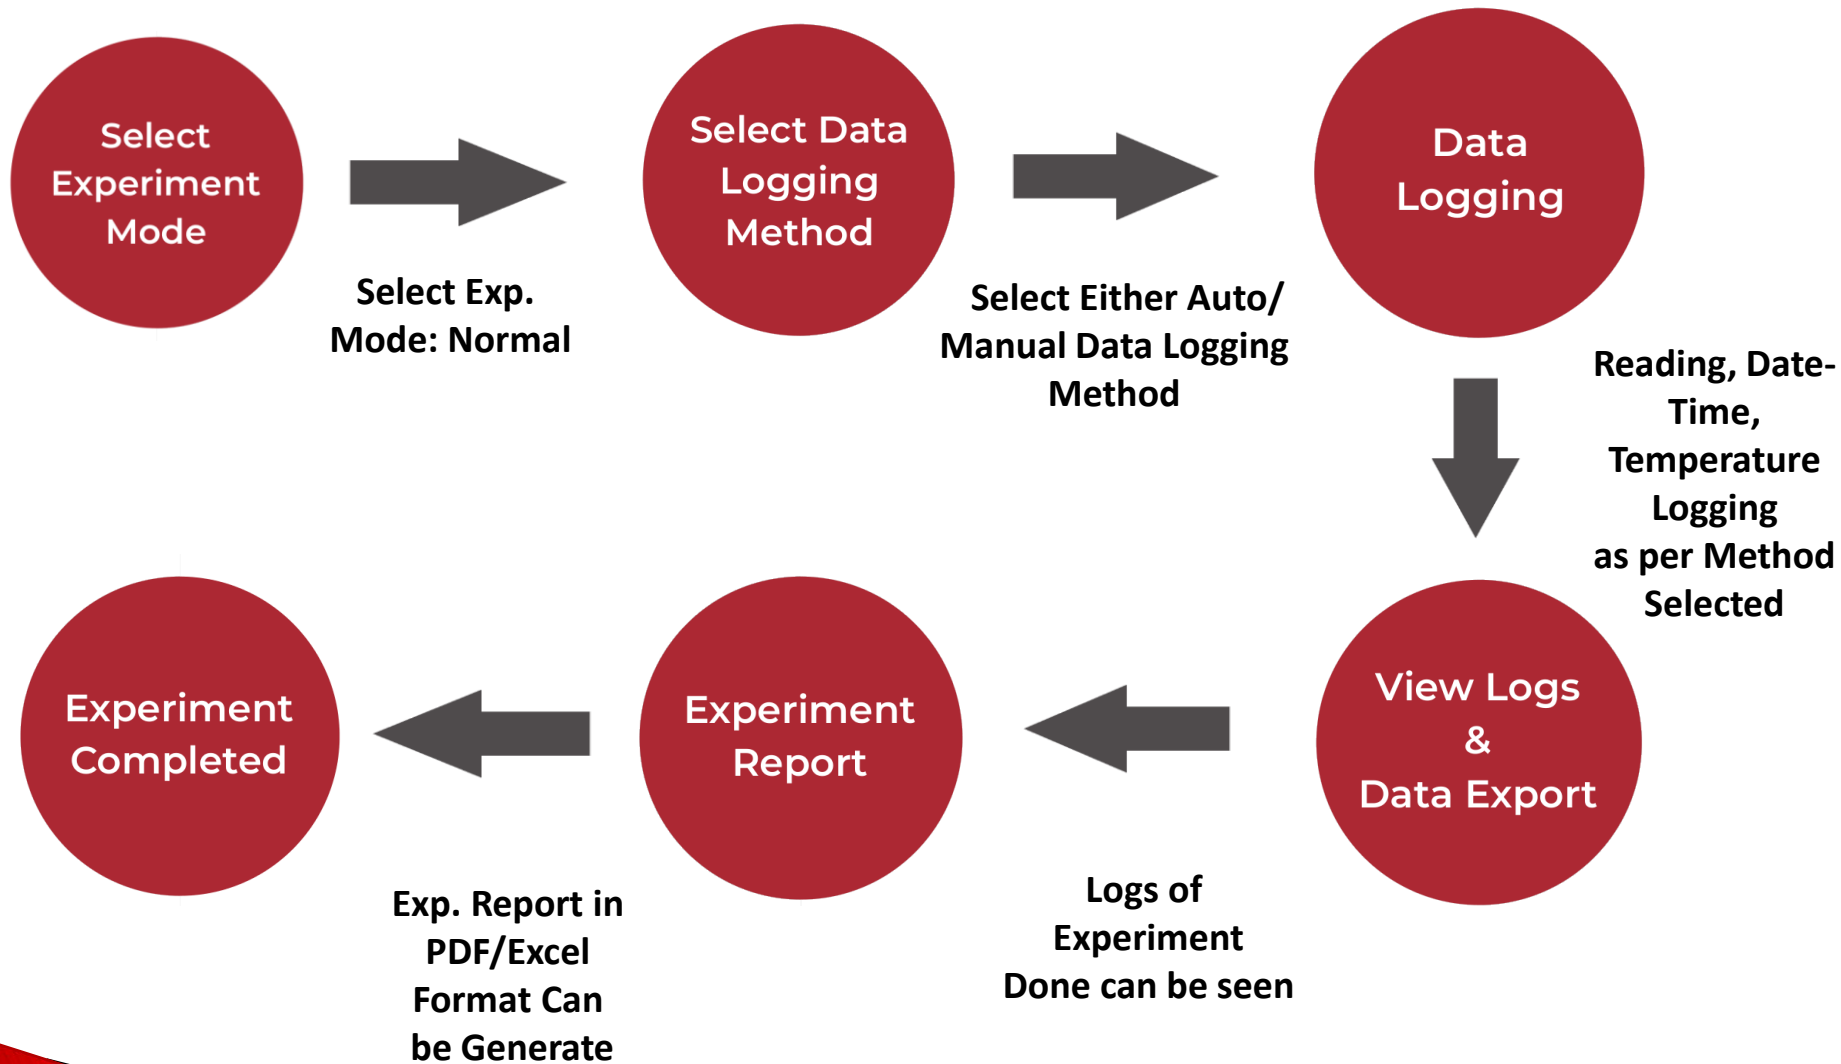 Select
Experiment
Mode
Select Exp.
Mode: Normal
Select Data
Logging
Method
Select Either Auto/
Manual Data Logging
Method
Data
Logging
Reading, Date-
Time,
Temperature
Logging
as per Method
Selected
View Logs
&
Data Export
Logs of
Experiment
Done can be seen
Experiment
Report
Exp. Report in
PDF/Excel
Format Can
be Generate
Experiment
Completed